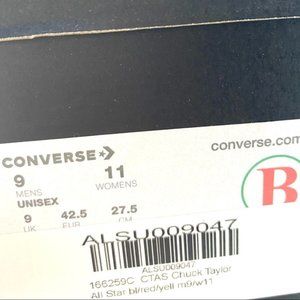 CONVERSE
converse.com
9
11
MENS
WOMENS
UNISEX
9
42.5
27.5
UK
EUR
CM
B
ALSU009047
ALSU009047
166259C CTAS Chuck Taylor
All Star bl/red/yell m9/w11